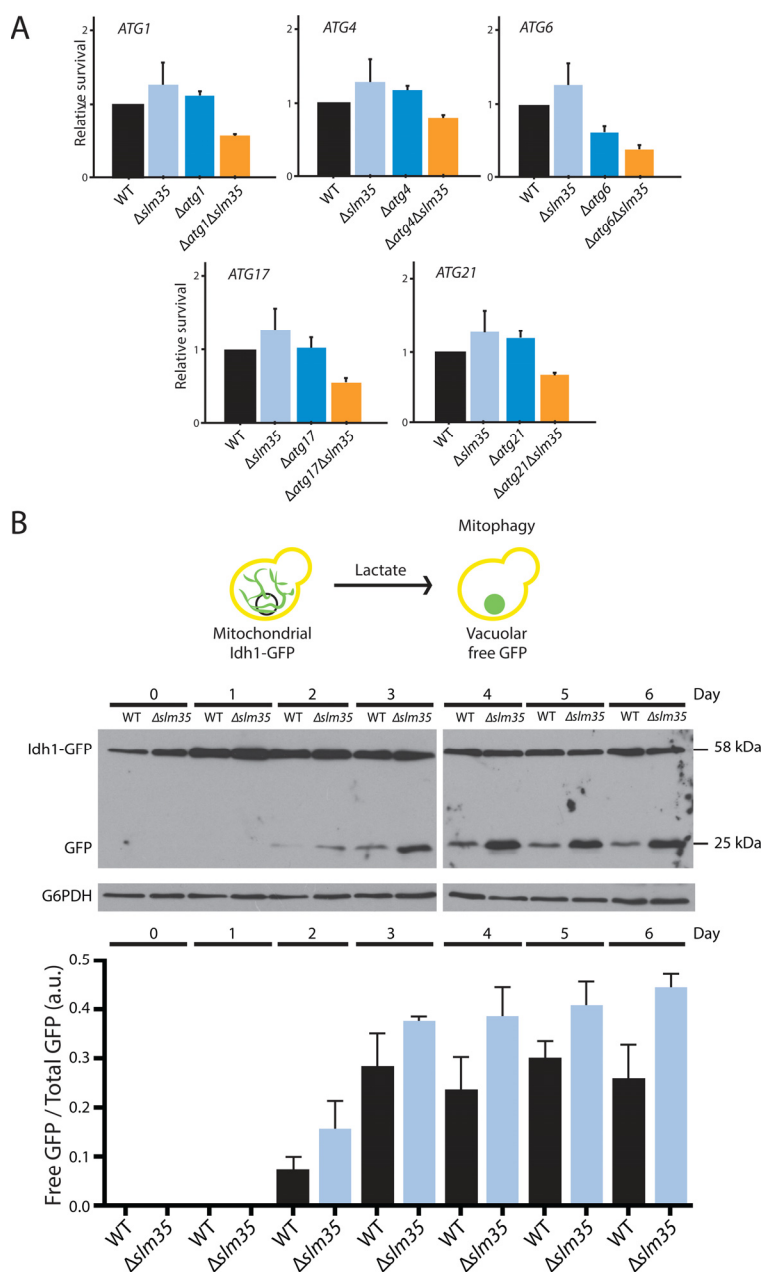 A
ATG1
Relative survival
2
1
0
WT
Δslm35
Δatg1
Δatg1Δslm35
ATG4
2
1
0
WT
Δslm35
Δatg4
Δatg4Δslm35
ATG6
2
1
0
WT
Δslm35
Δatg6
Δatg6Δslm35
ATG17
Relative survival
2
1
0
WT
Δslm35
Δatg17
Δatg17Δslm35
ATG21
2
1
0
WT
Δslm35
Δatg21
Δatg21Δslm35
B
Mitophagy
Lactate
Mitochondrial
Idh1-GFP
Vacuolar
free GFP
0 1 2 3 4 5 6 Day
WT Δslm35 WT Δslm35 WT Δslm35 WT Δslm35 WT Δslm35 WT Δslm35 WT Δslm35
Idh1-GFP 58 kDa
GFP 25 kDa
G6PDH
0 1 2 3 4 5 6 Day
Free GFP / Total GFP (a.u.)
0.5
0.4
0.3
0.2
0.1
0.0
WT Δslm35 WT Δslm35 WT Δslm35 WT Δslm35 WT Δslm35 WT Δslm35 WT Δslm35